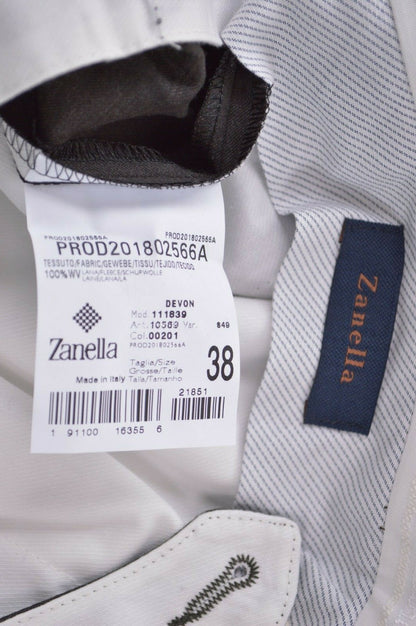 PROD201802566A PROD201802566A
PROD201802566A
TESSUTO/FABRIC/GEWEBE/TISSU/TEJIDO/TECIDO
100%WV LANA/FLEECE/SCHURWOLLE
LAINE/LANA/LA
DEVON
Mod. 111839
Art. 10569 Var. 849
Col. 00201
PROD201802566A
Zanella
Taglia/Size
Grosse/Taille
Made in Italy Talla/Tamanho
38
21851
1 91100 16355 6
Zanella